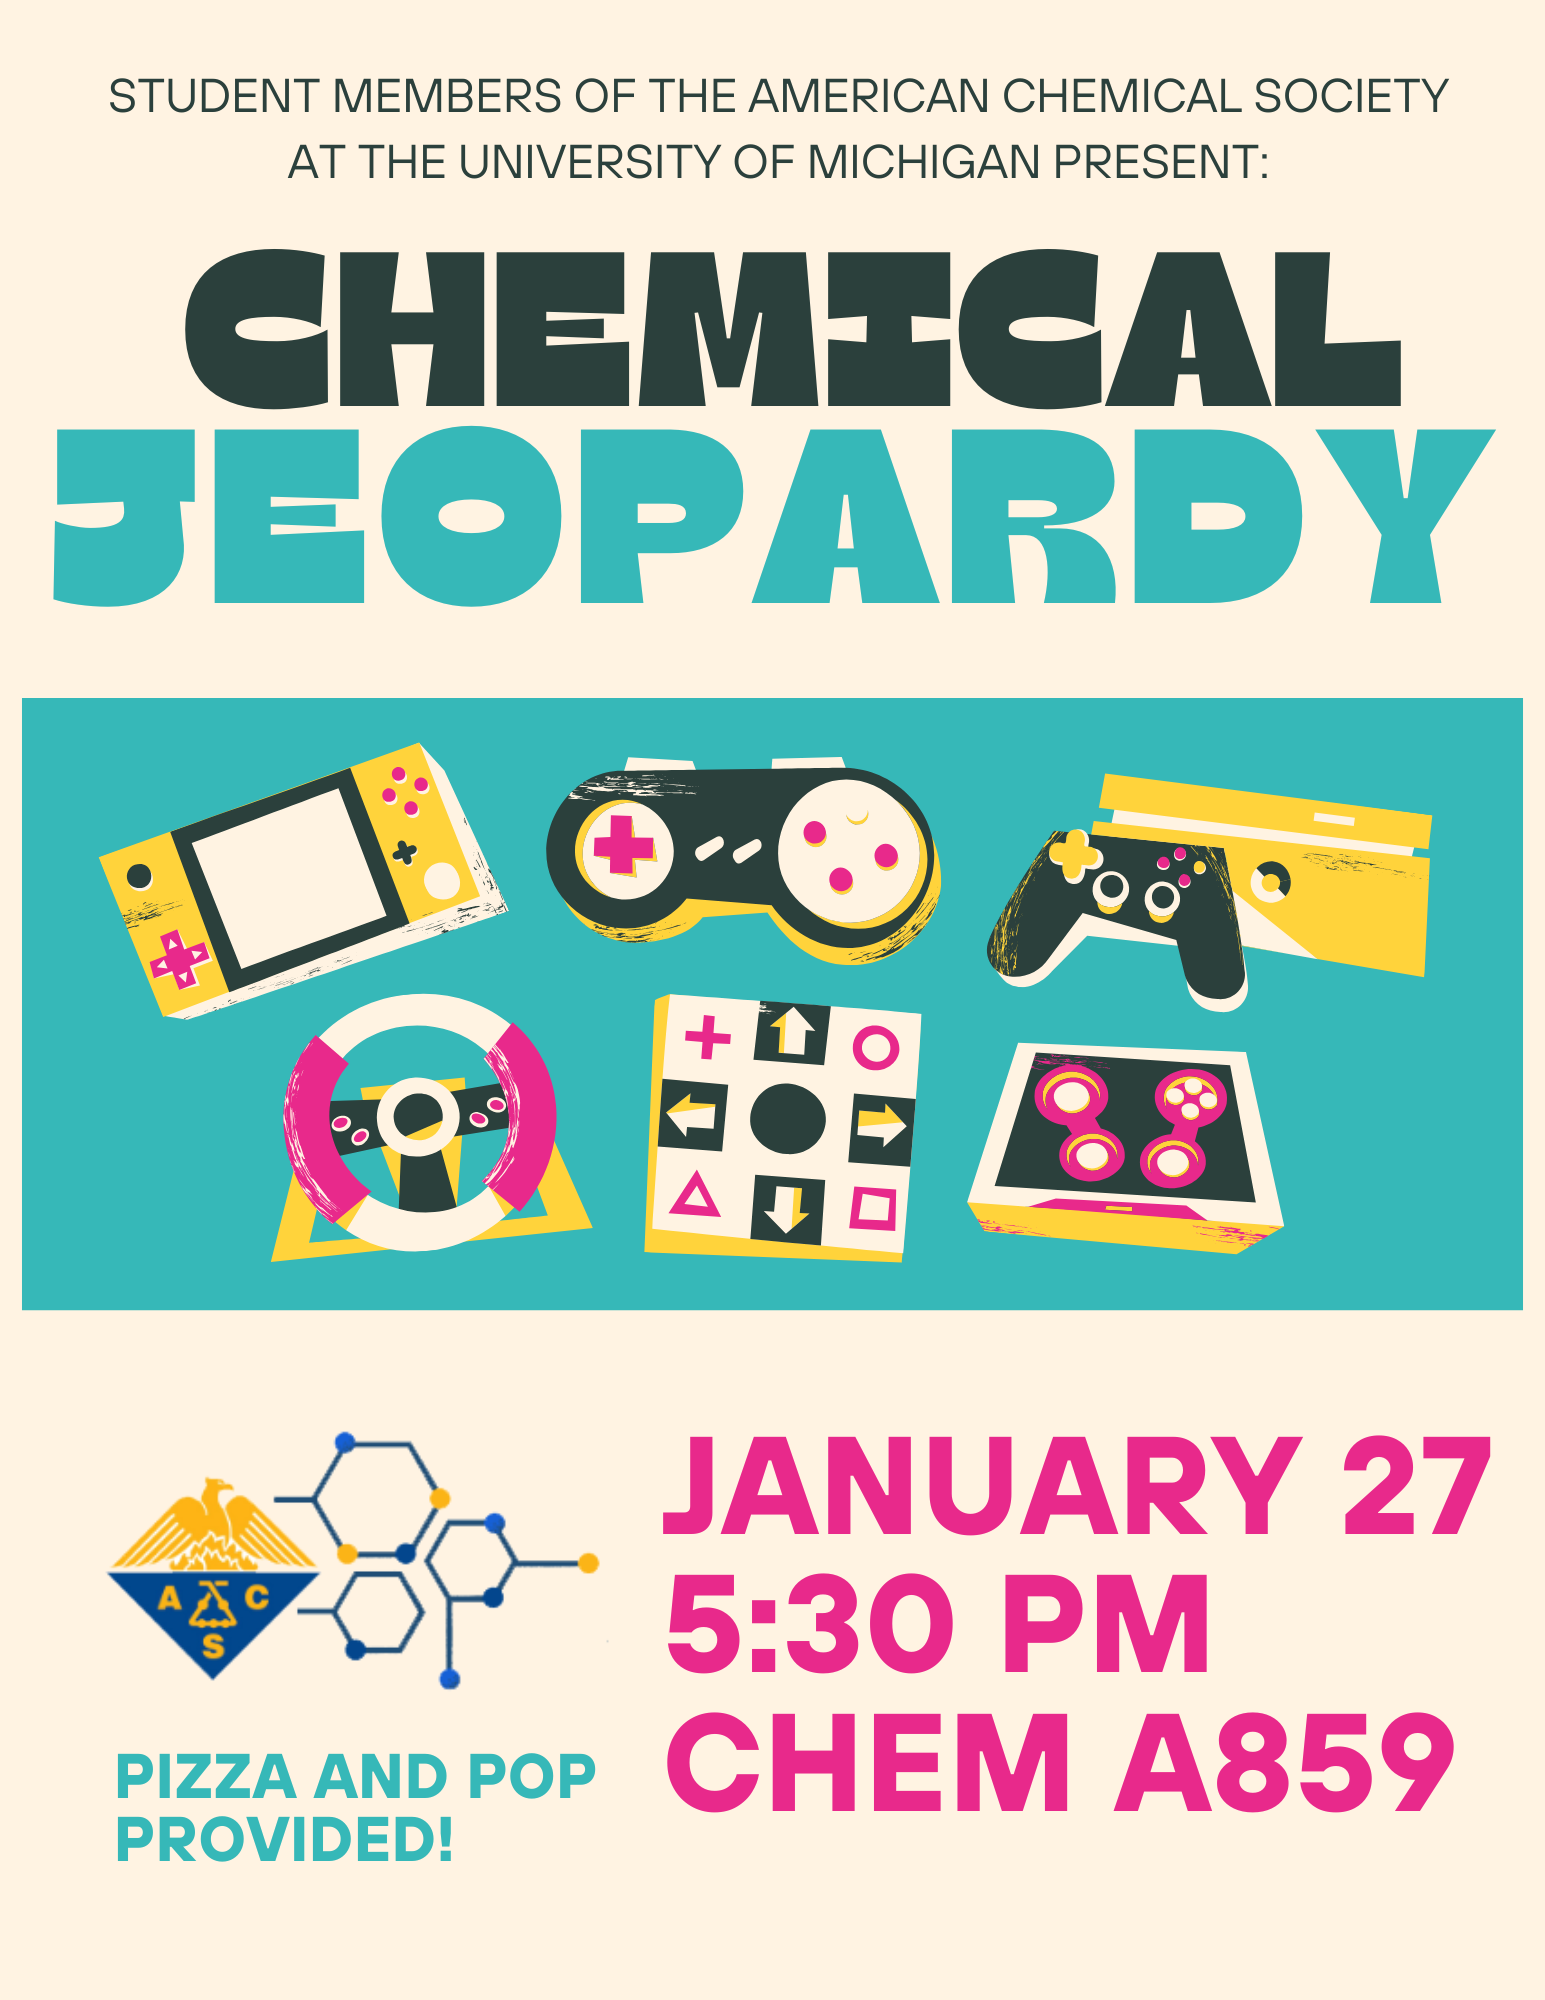 STUDENT MEMBERS OF THE AMERICAN CHEMICAL SOCIETY
AT THE UNIVERSITY OF MICHIGAN PRESENT:
CHEMICAL
JEOPARDY
A C
S
JANUARY 27
5:30 PM
CHEM A859
PIZZA AND POP
PROVIDED!